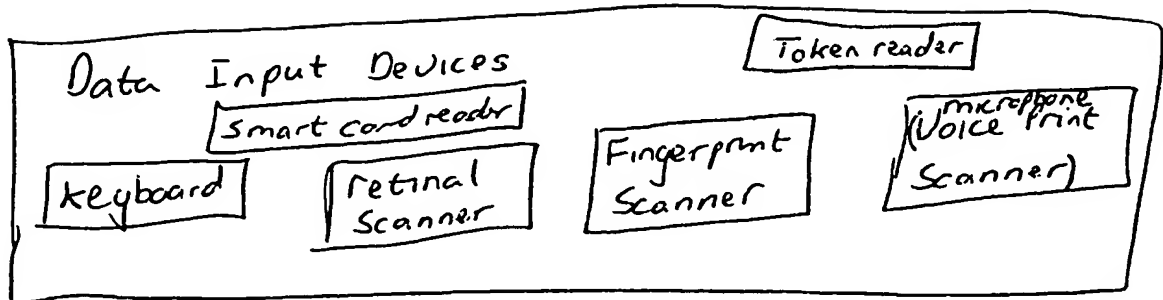 Token reader
Data Input Devices
Smart card reader
keyboard
retinal
Scanner
Fingerprint
Scanner
microphone
(Voice Print
Scanner)